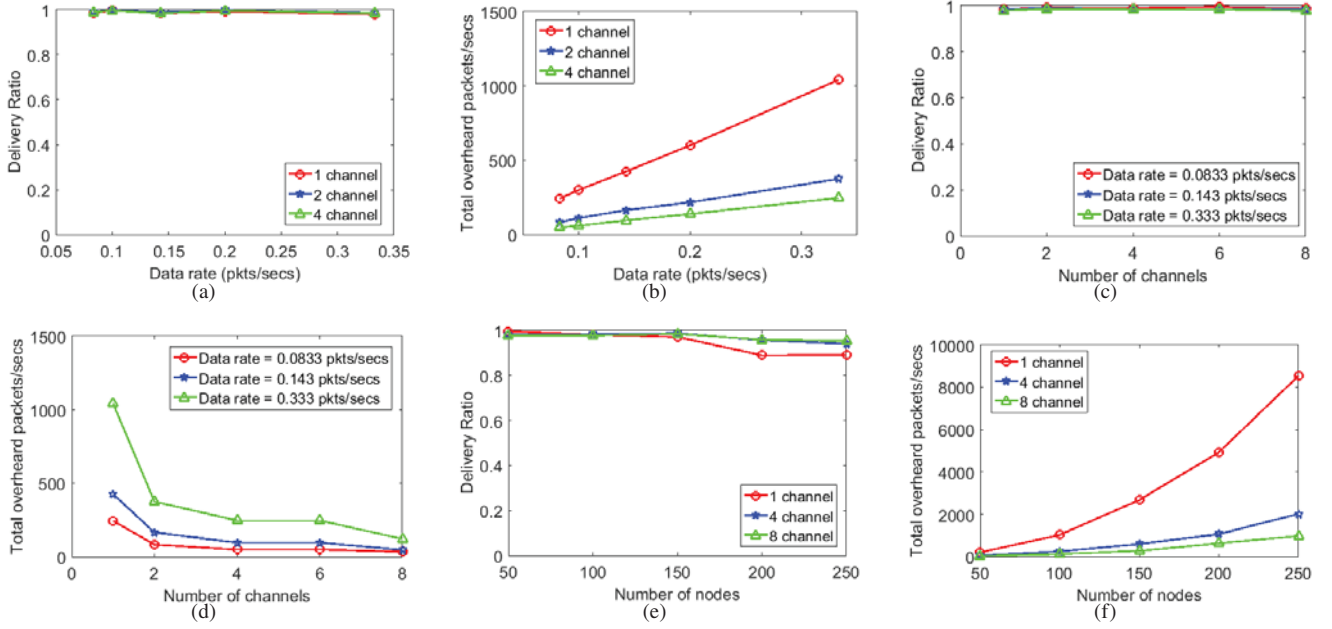 1
0.8
0.6
0.4
0.2
0
Delivery Ratio
1 channel
2 channel
4 channel
0.05 0.1 0.15 0.2 0.25 0.3 0.35
Data rate (pkts/secs)
(a)
1500
1000
500
0
Total overheard packets/secs
1 channel
2 channel
4 channel
0.1 0.2 0.3
Data rate (pkts/secs)
(b)
1
0.8
0.6
0.4
0.2
0
Delivery Ratio
Data rate = 0.0833 pkts/secs
Data rate = 0.143 pkts/secs
Data rate = 0.333 pkts/secs
0 2 4 6 8
Number of channels
(c)
1500
1000
500
0
Total overheard packets/secs
Data rate = 0.0833 pkts/secs
Data rate = 0.143 pkts/secs
Data rate = 0.333 pkts/secs
0 2 4 6 8
Number of channels
(d)
1
0.8
0.6
0.4
0.2
0
Delivery Ratio
1 channel
4 channel
8 channel
50 100 150 200 250
Number of nodes
(e)
10000
8000
6000
4000
2000
0
Total overheard packets/secs
1 channel
4 channel
8 channel
50 100 150 200 250
Number of nodes
(f)